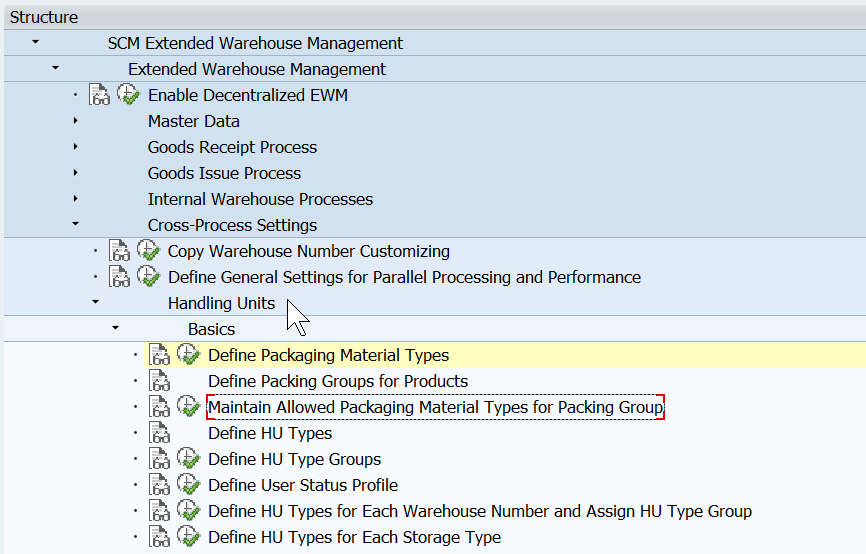 Structure
SCM Extended Warehouse Management
Extended Warehouse Management
Enable Decentralized EWM
Master Data
Goods Receipt Process
Goods Issue Process
Internal Warehouse Processes
Cross-Process Settings
Copy Warehouse Number Customizing
Define General Settings for Parallel Processing and Performance
Handling Units
Basics
Define Packaging Material Types
Define Packing Groups for Products
Maintain Allowed Packaging Material Types for Packing Group
Define HU Types
Define HU Type Groups
Define User Status Profile
Define HU Types for Each Warehouse Number and Assign HU Type Group
Define HU Types for Each Storage Type